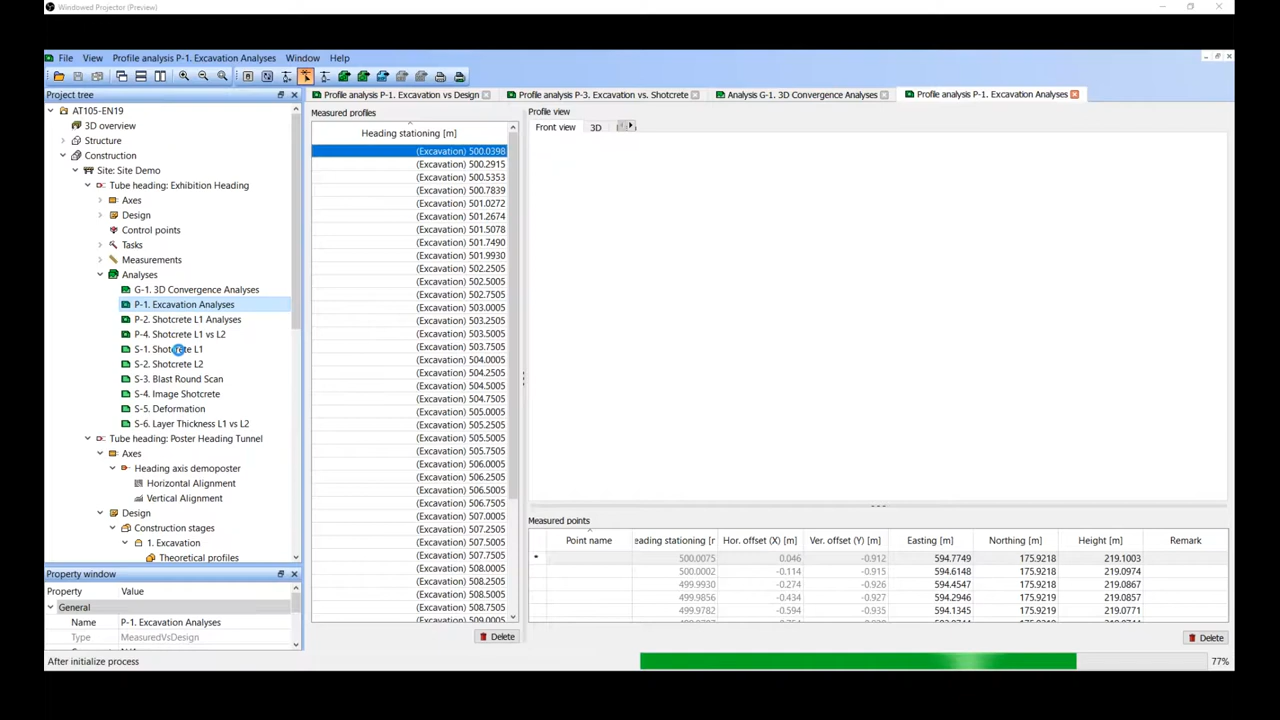 Windowed Projector (Preview)
File View Profile analysis P-1. Excavation Analyses Window Help
Project tree
AT105-EN19
3D overview
Structure
Construction
Site: Site Demo
Tube heading: Exhibition Heading
Axes
Design
Control points
Tasks
Measurements
Analyses
G-1. 3D Convergence Analyses
P-1. Excavation Analyses
P-2. Shotcrete L1 Analyses
P-4. Shotcrete L1 vs L2
S-1. Shotcrete L1
S-2. Shotcrete L2
S-3. Blast Round Scan
S-4. Image Shotcrete
S-5. Deformation
S-6. Layer Thickness L1 vs L2
Tube heading: Poster Heading Tunnel
Axes
Heading axis demoposter
Horizontal Alignment
Vertical Alignment
Design
Construction stages
1. Excavation
Theoretical profiles
Property window
Property Value
General
Name P-1. Excavation Analyses
Type MeasuredVsDesign
After initialize process
Profile analysis P-1. Excavation vs Design
Profile analysis P-3. Excavation vs. Shotcrete
Analysis G-1. 3D Convergence Analyses
Profile analysis P-1. Excavation Analyses
Measured profiles
Heading stationing [m]
(Excavation) 500.0398
(Excavation) 500.2915
(Excavation) 500.5353
(Excavation) 500.7839
(Excavation) 501.0272
(Excavation) 501.2674
(Excavation) 501.5078
(Excavation) 501.7490
(Excavation) 501.9930
(Excavation) 502.2505
(Excavation) 502.5005
(Excavation) 502.7505
(Excavation) 503.0005
(Excavation) 503.2505
(Excavation) 503.5005
(Excavation) 503.7505
(Excavation) 504.0005
(Excavation) 504.2505
(Excavation) 504.5005
(Excavation) 504.7505
(Excavation) 505.0005
(Excavation) 505.2505
(Excavation) 505.5005
(Excavation) 505.7505
(Excavation) 506.0005
(Excavation) 506.2505
(Excavation) 506.5005
(Excavation) 506.7505
(Excavation) 507.0005
(Excavation) 507.2505
(Excavation) 507.5005
(Excavation) 507.7505
(Excavation) 508.0005
(Excavation) 508.2505
(Excavation) 508.5005
(Excavation) 508.7505
(Excavation) 509.0005
Delete
Profile view
Front view 3D
Measured points
Point name eading stationing [r Hor. offset (X) [m] Ver. offset (Y) [m] Easting [m] Northing [m] Height [m] Remark
500.0075 0.046 -0.912 594.7749 175.9218 219.1003
500.0002 -0.114 -0.915 594.6148 175.9218 219.0974
499.9930 -0.274 -0.926 594.4547 175.9218 219.0867
499.9856 -0.434 -0.927 594.2946 175.9219 219.0857
499.9782 -0.594 -0.935 594.1345 175.9219 219.0771
Delete
77%